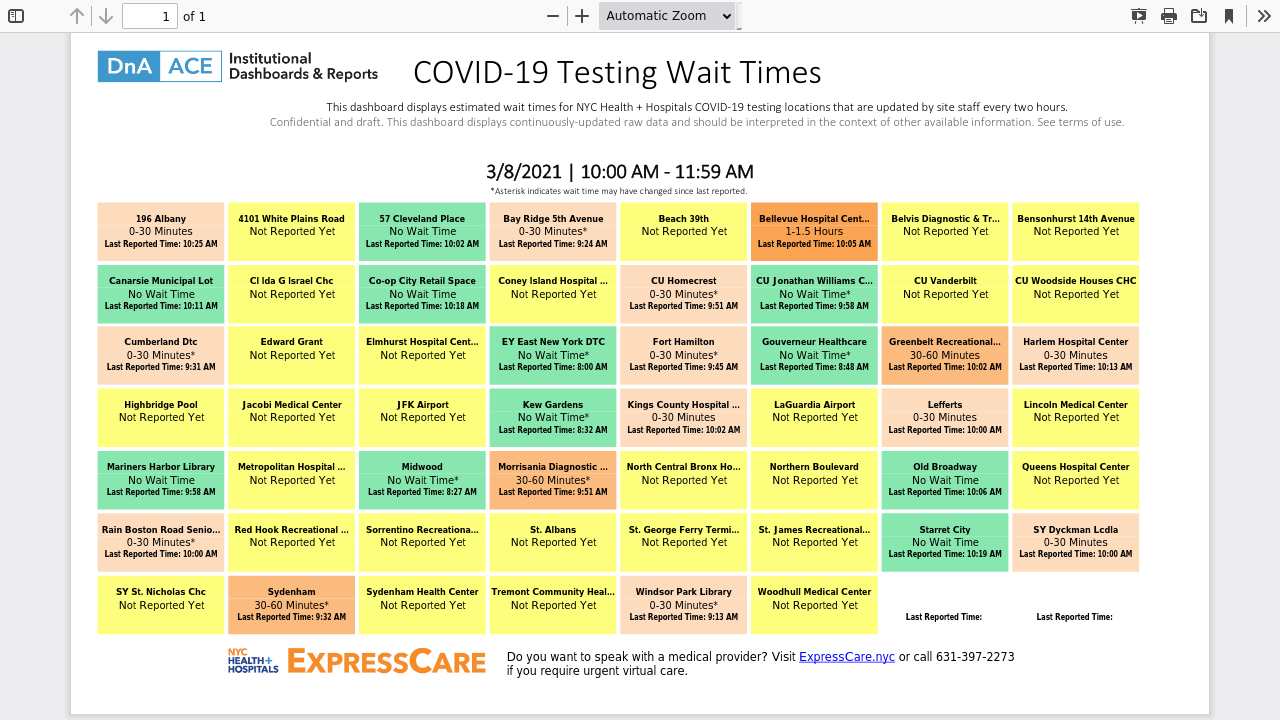 1 of 1
Automatic Zoom
DnA ACE Institutional
Dashboards & Reports
COVID-19 Testing Wait Times
This dashboard displays estimated wait times for NYC Health + Hospitals COVID-19 testing locations that are updated by site staff every two hours.
Confidential and draft. This dashboard displays continuously-updated raw data and should be interpreted in the context of other available information. See terms of use.
3/8/2021 | 10:00 AM - 11:59 AM
*Asterisk indicates wait time may have changed since last reported.
196 Albany
0-30 Minutes
Last Reported Time: 10:25 AM
4101 White Plains Road
Not Reported Yet
57 Cleveland Place
No Wait Time
Last Reported Time: 10:02 AM
Bay Ridge 5th Avenue
0-30 Minutes*
Last Reported Time: 9:24 AM
Beach 39th
Not Reported Yet
Bellevue Hospital Cent...
1-1.5 Hours
Last Reported Time: 10:05 AM
Belvis Diagnostic & Tr...
Not Reported Yet
Bensonhurst 14th Avenue
Not Reported Yet
Canarsie Municipal Lot
No Wait Time
Last Reported Time: 10:11 AM
Cl Ida G Israel Chc
Not Reported Yet
Co-op City Retail Space
No Wait Time
Last Reported Time: 10:18 AM
Coney Island Hospital ...
Not Reported Yet
CU Homecrest
0-30 Minutes*
Last Reported Time: 9:51 AM
CU Jonathan Williams C...
No Wait Time*
Last Reported Time: 9:58 AM
CU Vanderbilt
Not Reported Yet
CU Woodside Houses CHC
Not Reported Yet
Cumberland Dtc
0-30 Minutes*
Last Reported Time: 9:31 AM
Edward Grant
Not Reported Yet
Elmhurst Hospital Cent...
Not Reported Yet
EY East New York DTC
No Wait Time*
Last Reported Time: 8:00 AM
Fort Hamilton
0-30 Minutes*
Last Reported Time: 9:45 AM
Gouverneur Healthcare
No Wait Time*
Last Reported Time: 8:48 AM
Greenbelt Recreational...
30-60 Minutes
Last Reported Time: 10:02 AM
Harlem Hospital Center
0-30 Minutes
Last Reported Time: 10:13 AM
Highbridge Pool
Not Reported Yet
Jacobi Medical Center
Not Reported Yet
JFK Airport
Not Reported Yet
Kew Gardens
No Wait Time*
Last Reported Time: 8:32 AM
Kings County Hospital ...
0-30 Minutes
Last Reported Time: 10:02 AM
LaGuardia Airport
Not Reported Yet
Lefferts
0-30 Minutes
Last Reported Time: 10:00 AM
Lincoln Medical Center
Not Reported Yet
Mariners Harbor Library
No Wait Time
Last Reported Time: 9:58 AM
Metropolitan Hospital ...
Not Reported Yet
Midwood
No Wait Time*
Last Reported Time: 8:27 AM
Morrisania Diagnostic ...
30-60 Minutes*
Last Reported Time: 9:51 AM
North Central Bronx Ho...
Not Reported Yet
Northern Boulevard
Not Reported Yet
Old Broadway
No Wait Time
Last Reported Time: 10:06 AM
Queens Hospital Center
Not Reported Yet
Rain Boston Road Senio...
0-30 Minutes*
Last Reported Time: 10:00 AM
Red Hook Recreational ...
Not Reported Yet
Sorrentino Recreationa...
Not Reported Yet
St. Albans
Not Reported Yet
St. George Ferry Termi...
Not Reported Yet
St. James Recreational...
Not Reported Yet
Starret City
No Wait Time
Last Reported Time: 10:19 AM
SY Dyckman Lcdla
0-30 Minutes
Last Reported Time: 10:00 AM
SY St. Nicholas Chc
Not Reported Yet
Sydenham
30-60 Minutes*
Last Reported Time: 9:32 AM
Sydenham Health Center
Not Reported Yet
Tremont Community Heal...
Not Reported Yet
Windsor Park Library
0-30 Minutes*
Last Reported Time: 9:13 AM
Woodhull Medical Center
Not Reported Yet
Last Reported Time:
Last Reported Time:
NYC
HEALTH+
HOSPITALS
EXPRESSCARE
Do you want to speak with a medical provider? Visit ExpressCare.nyc or call 631-397-2273
if you require urgent virtual care.